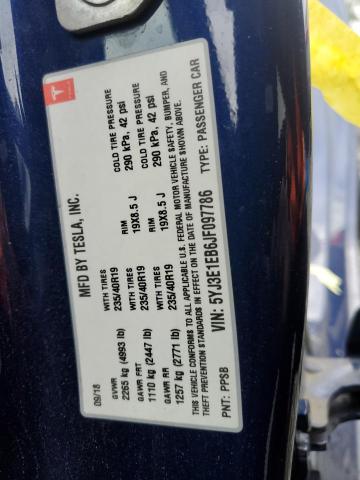 09/18 MFD BY TESLA, INC.
GVWR WITH TIRES RIM COLD TIRE PRESSURE
2265 kg (4993 lb) 235/40R19 19X8.5 J 290 kPa, 42 psi
GAWR FRT WITH TIRES RIM COLD TIRE PRESSURE
1110 kg (2447 lb) 235/40R19 19X8.5 J 290 kPa, 42 psi
GAWR RR WITH TIRES
1257 kg (2771 lb) 235/40R19
THIS VEHICLE CONFORMS TO ALL APPLICABLE U.S. FEDERAL MOTOR VEHICLE SAFETY, BUMPER, AND
THEFT PREVENTION STANDARDS IN EFFECT ON THE DATE OF MANUFACTURE SHOWN ABOVE.
VIN: 5YJ3E1EB6JF097786 TYPE: PASSENGER CAR
PNT: PPSB